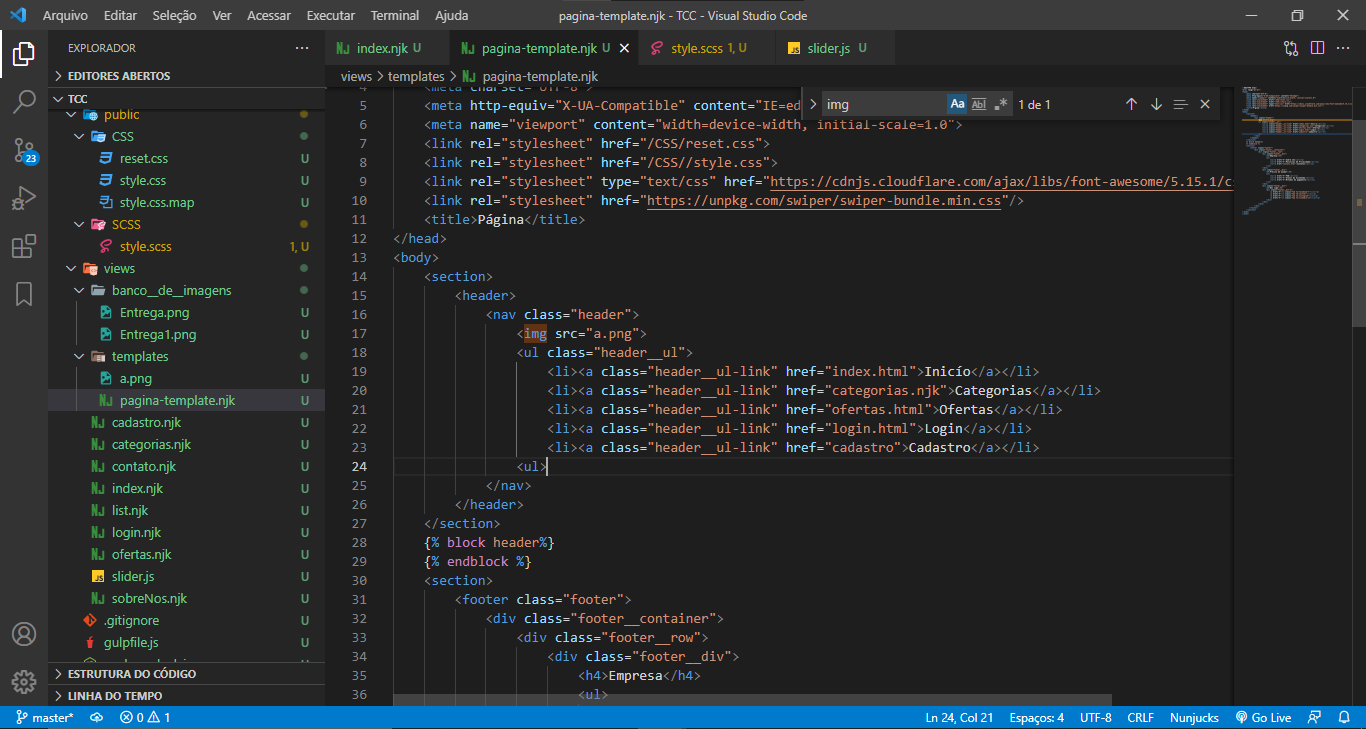 Arquivo Editar Seleção Ver Acessar Executar Terminal Ajuda pagina-template.njk - TCC - Visual Studio Code
EXPLORADOR
EDITORES ABERTOS
TCC
public
CSS
reset.css U
style.css U
style.css.map U
SCSS
style.scss 1, U
views
banco__de__imagens
Entrega.png U
Entrega1.png U
templates
a.png U
pagina-template.njk U
cadastro.njk U
categorias.njk U
contato.njk U
index.njk U
list.njk U
login.njk U
ofertas.njk U
slider.js U
sobreNos.njk U
.gitignore U
gulpfile.js U
ESTRUTURA DO CÓDIGO
LINHA DO TEMPO
23
index.njk U pagina-template.njk U style.scss 1, U slider.js U
views > templates > pagina-template.njk
img Aa Abl .* 1 de 1
4 <meta charset="UTF-8">
5 <meta http-equiv="X-UA-Compatible" content="IE=ed
6 <meta name="viewport" content="width=device-width, initial-scale=1.0">
7 <link rel="stylesheet" href="/CSS/reset.css">
8 <link rel="stylesheet" href="/CSS//style.css">
9 <link rel="stylesheet" type="text/css" href="https://cdnjs.cloudflare.com/ajax/libs/font-awesome/5.15.1/cs
10 <link rel="stylesheet" href="https://unpkg.com/swiper/swiper-bundle.min.css"/>
11 <title>Página</title>
12 </head>
13 <body>
14 <section>
15 <header>
16 <nav class="header">
17 <img src="a.png">
18 <ul class="header__ul">
19 <li><a class="header__ul-link" href="index.html">Inicío</a></li>
20 <li><a class="header__ul-link" href="categorias.njk">Categorias</a></li>
21 <li><a class="header__ul-link" href="ofertas.html">Ofertas</a></li>
22 <li><a class="header__ul-link" href="login.html">Login</a></li>
23 <li><a class="header__ul-link" href="cadastro">Cadastro</a></li>
24 <ul>
25 </nav>
26 </header>
27 </section>
28 {% block header%}
29 {% endblock %}
30 <section>
31 <footer class="footer">
32 <div class="footer__container">
33 <div class="footer__row">
34 <div class="footer__div">
35 <h4>Empresa</h4>
36 <ul>
master* 0 1 Ln 24, Col 21 Espaços: 4 UTF-8 CRLF Nunjucks Go Live